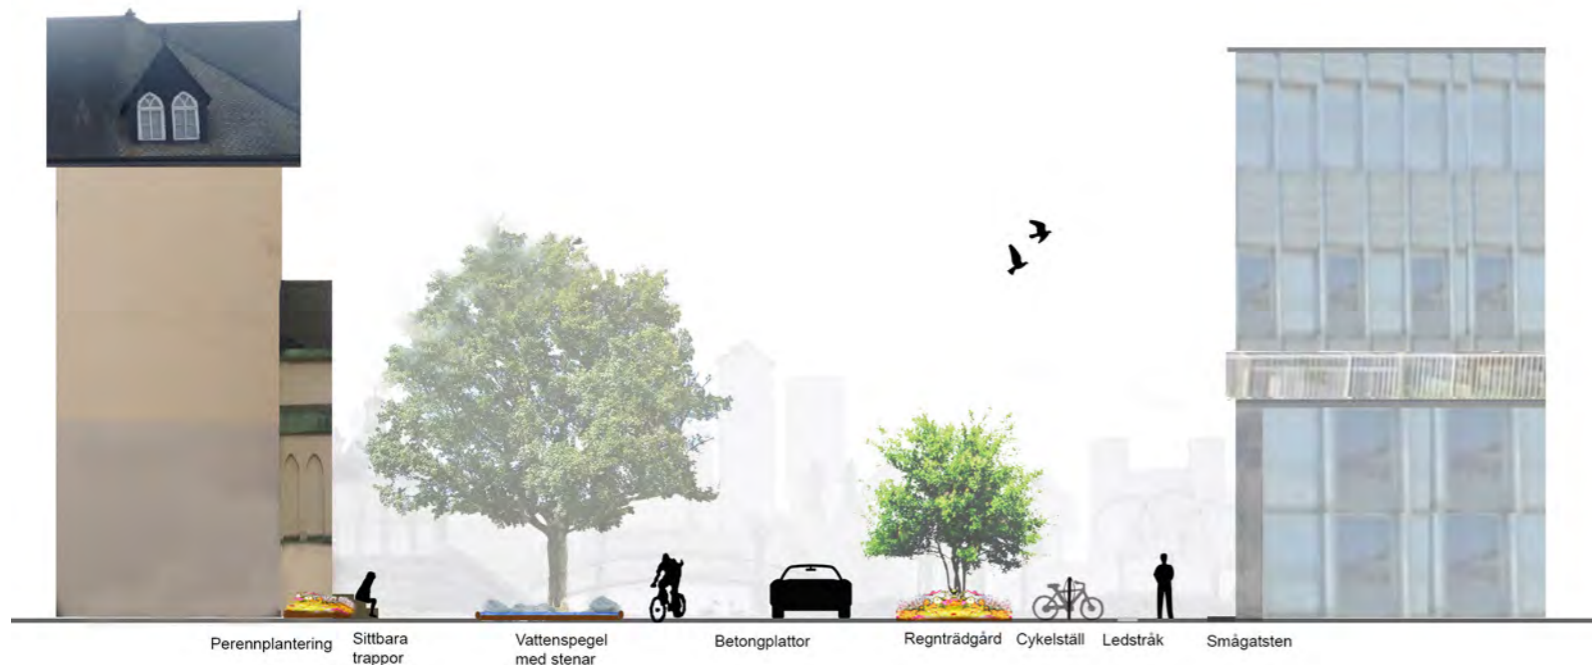 Perennplantering
Sittbara
trappor
Vattenspegel
med stenar
Betongplattor
Regnträdgård
Cykelställ
Ledstråk
Smågatsten